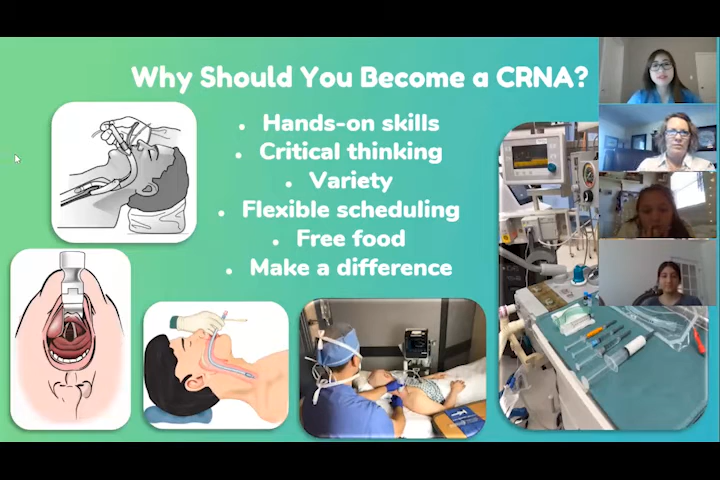 Why Should You Become a CRNA?
• Hands-on skills
• Critical thinking
• Variety
• Flexible scheduling
• Free food
• Make a difference